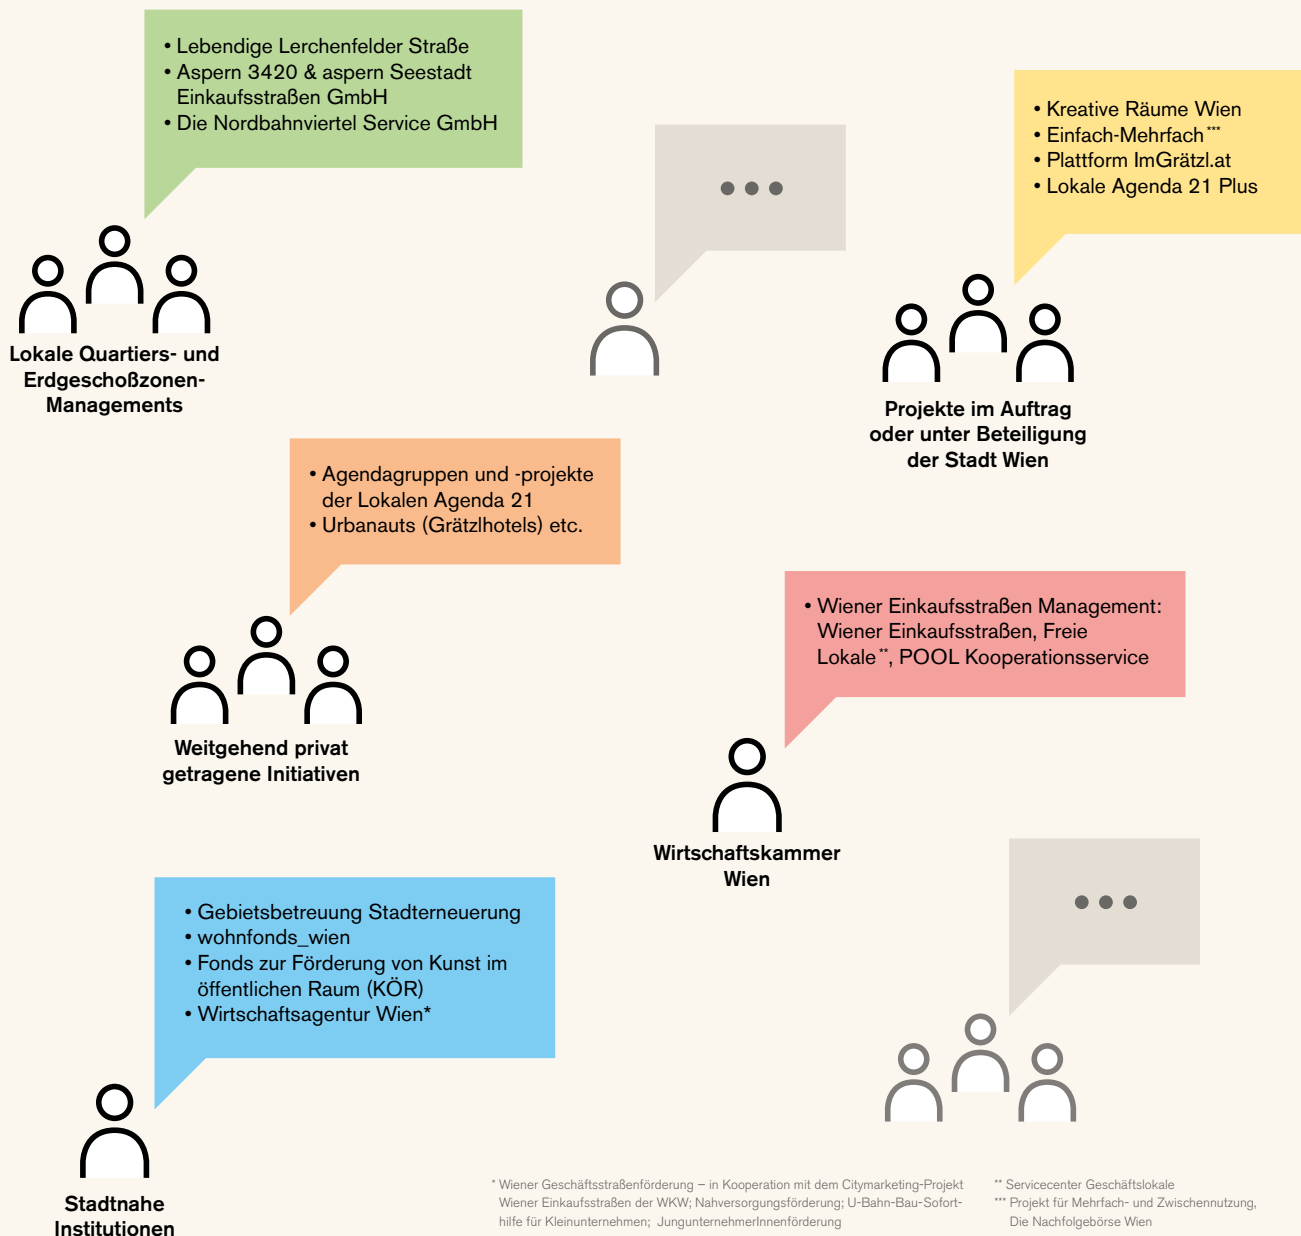 • Lebendige Lerchenfelder Straße
• Aspern 3420 & aspern Seestadt
Einkaufsstraßen GmbH
• Die Nordbahnviertel Service GmbH
Lokale Quartiers- und
Erdgeschoßzonen-
Managements
• Kreative Räume Wien
• Einfach-Mehrfach***
• Plattform ImGrätzl.at
• Lokale Agenda 21 Plus
Projekte im Auftrag
oder unter Beteiligung
der Stadt Wien
• Agendagruppen und -projekte
der Lokalen Agenda 21
• Urbanauts (Grätzlhotels) etc.
Weitgehend privat
getragene Initiativen
• Wiener Einkaufsstraßen Management:
Wiener Einkaufsstraßen, Freie
Lokale**, POOL Kooperationsservice
Wirtschaftskammer
Wien
• Gebietsbetreuung Stadterneuerung
• wohnfonds_wien
• Fonds zur Förderung von Kunst im
öffentlichen Raum (KÖR)
• Wirtschaftsagentur Wien*
Stadtnahe
Institutionen
* Wiener Geschäftsstraßenförderung – in Kooperation mit dem Citymarketing-Projekt
Wiener Einkaufsstraßen der WKW; Nahversorgungsförderung; U-Bahn-Bau-Sofort-
hilfe für Kleinunternehmen; JungunternehmerInnenförderung
** Servicecenter Geschäftslokale
*** Projekt für Mehrfach- und Zwischennutzung,
Die Nachfolgebörse Wien